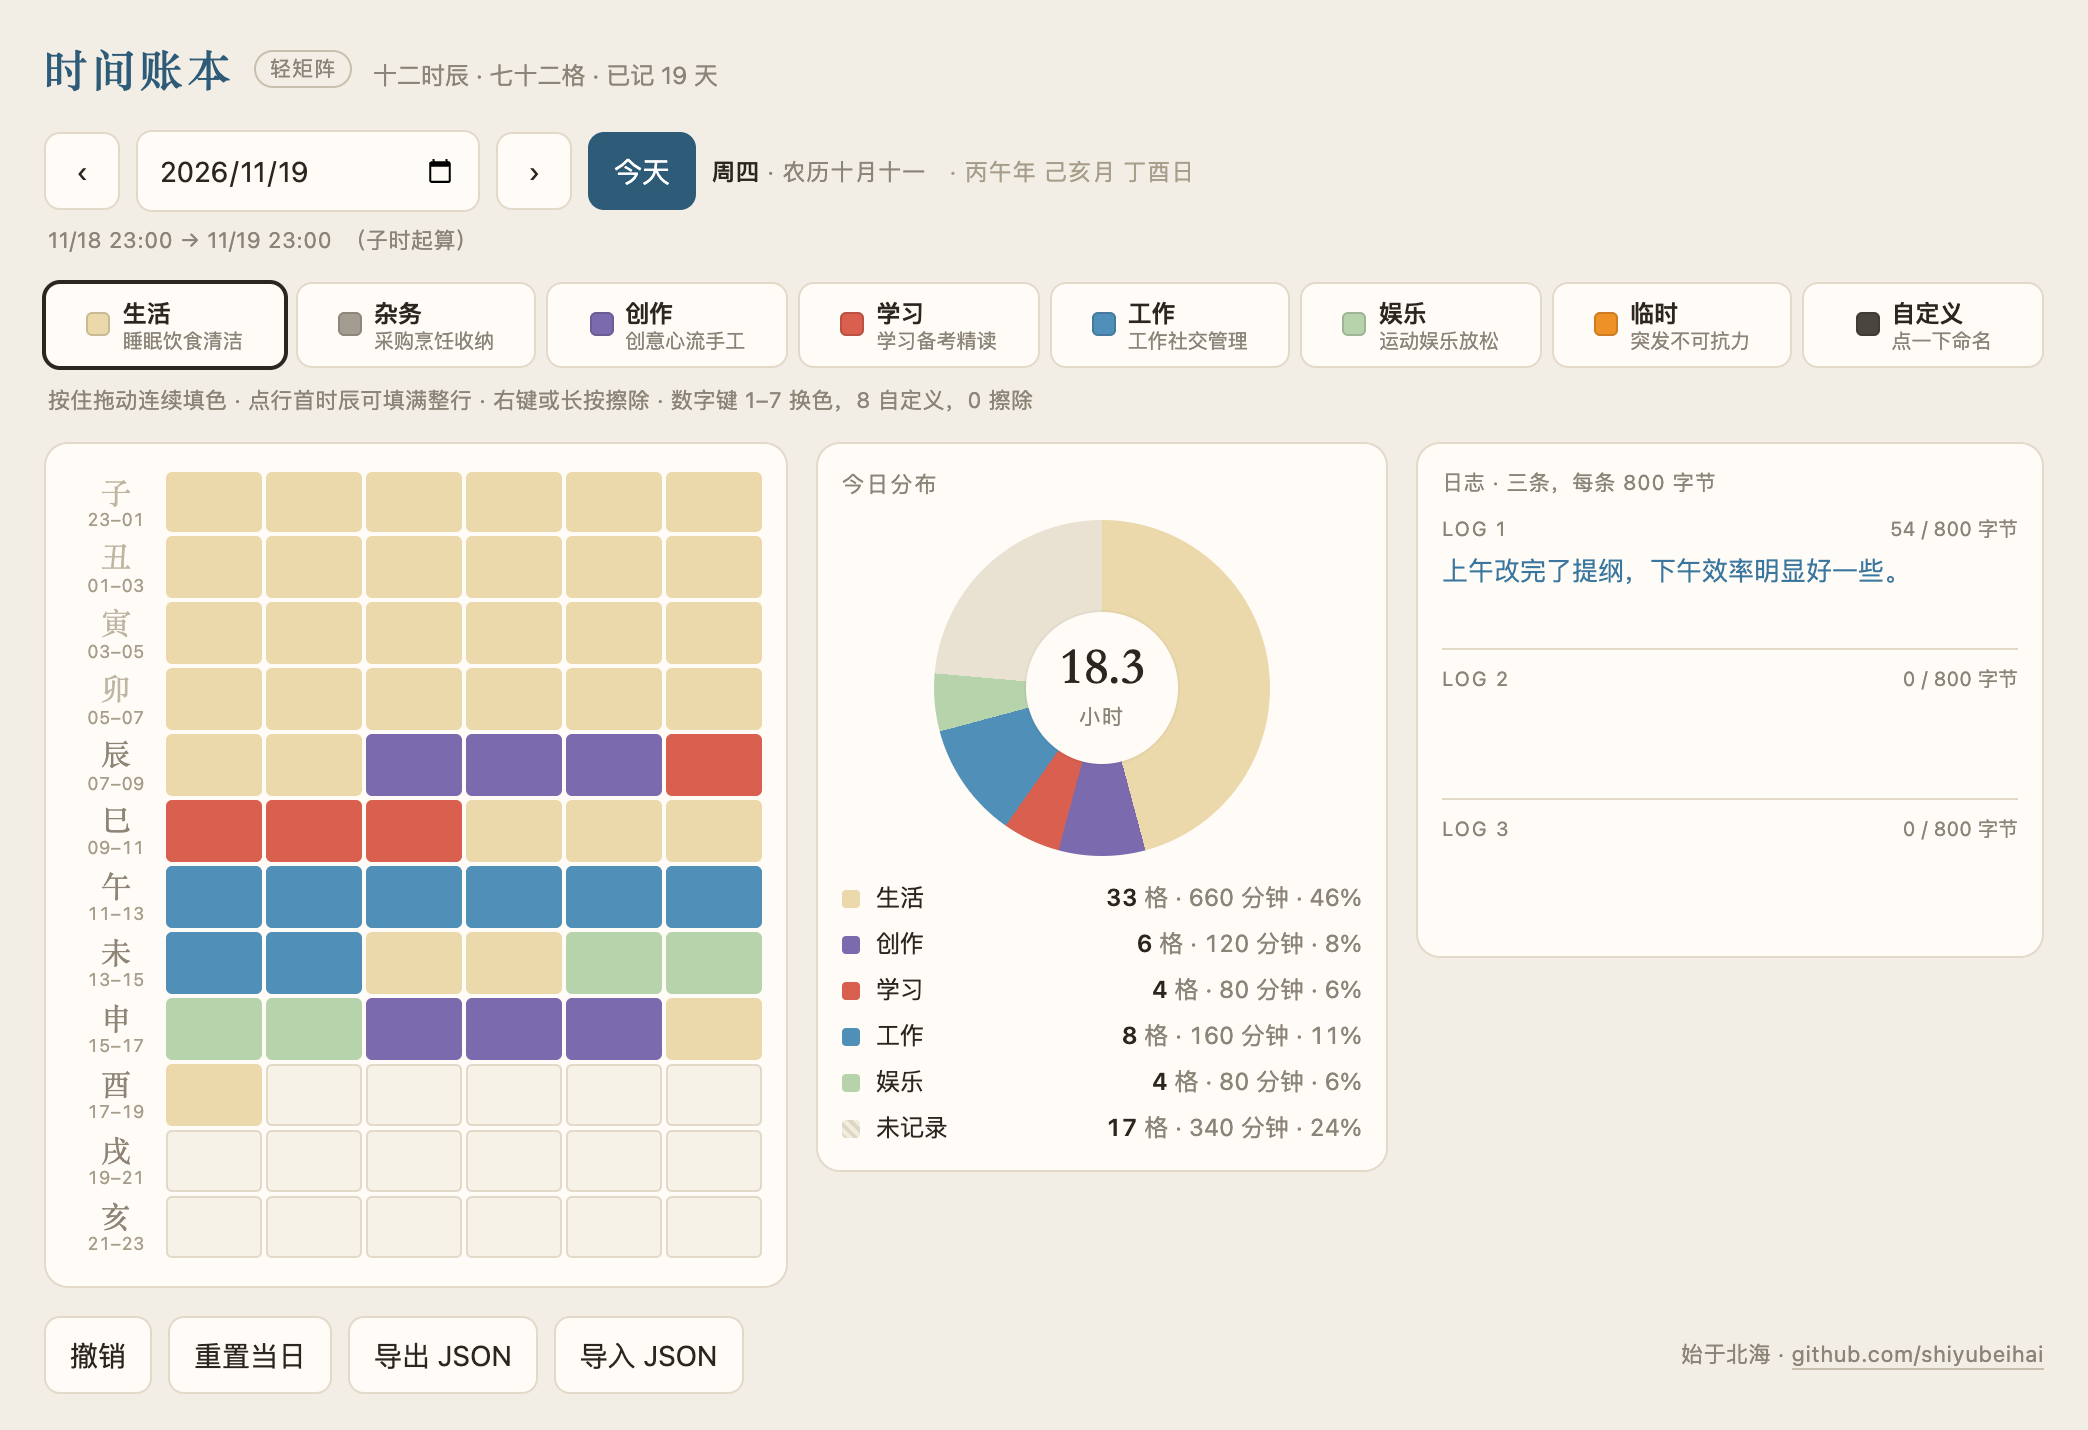 时间账本 轻矩阵 十二时辰 · 七十二格 · 已记 19 天
‹ 2026/11/19 › 今天 周四 · 农历十月十一 · 丙午年 己亥月 丁酉日
11/18 23:00 → 11/19 23:00 （子时起算）
生活
睡眠饮食清洁
杂务
采购烹饪收纳
创作
创意心流手工
学习
学习备考精读
工作
工作社交管理
娱乐
运动娱乐放松
临时
突发不可抗力
自定义
点一下命名
按住拖动连续填色 · 点行首时辰可填满整行 · 右键或长按擦除 · 数字键 1–7 换色，8 自定义，0 擦除
子
23–01
丑
01–03
寅
03–05
卯
05–07
辰
07–09
巳
09–11
午
11–13
未
13–15
申
15–17
酉
17–19
戌
19–21
亥
21–23
今日分布
18.3
小时
生活 33 格 · 660 分钟 · 46%
创作 6 格 · 120 分钟 · 8%
学习 4 格 · 80 分钟 · 6%
工作 8 格 · 160 分钟 · 11%
娱乐 4 格 · 80 分钟 · 6%
未记录 17 格 · 340 分钟 · 24%
日志 · 三条，每条 800 字节
LOG 1 54 / 800 字节
上午改完了提纲，下午效率明显好一些。
LOG 2 0 / 800 字节
LOG 3 0 / 800 字节
撤销 重置当日 导出 JSON 导入 JSON
始于北海 · github.com/shiyubeihai